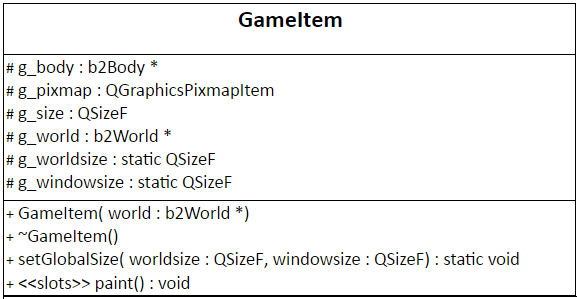 GameItem
# g_body : b2Body *
# g_pixmap : QGraphicsPixmapItem
# g_size : QSizeF
# g_world : b2World *
# g_worldsize : static QSizeF
# g_windowsize : static QSizeF
+ GameItem( world : b2World *)
+ ~GameItem()
+ setGlobalSize( worldsize : QSizeF, windowsize : QSizeF) : static void
+ <<slots>> paint() : void